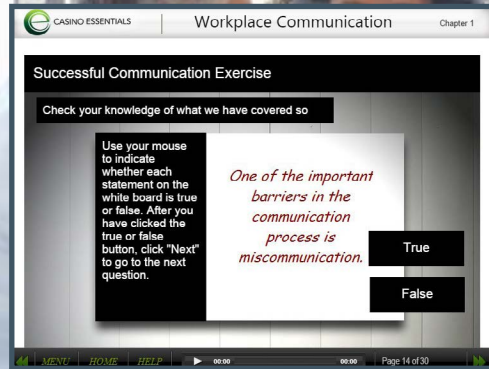 CASINO ESSENTIALS
Workplace Communication
Chapter 1
Successful Communication Exercise
Check your knowledge of what we have covered so
Use your mouse
to indicate
whether each
statement on the
white board is true
or false. After you
have clicked the
true or false
button, click "Next"
to go to the next
question.
One of the important
barriers in the
communication
process is
miscommunication.
True
False
MENU HOME HELP 00:00 00:00 Page 14 of 30